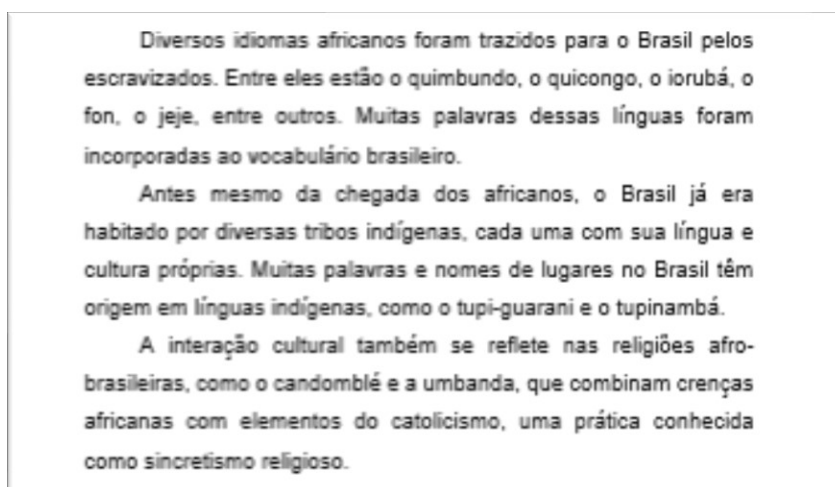 Diversos idiomas africanos foram trazidos para o Brasil pelos
escravizados. Entre eles estão o quimbundo, o quicongo, o iorubá, o
fon, o jeje, entre outros. Muitas palavras dessas línguas foram
incorporadas ao vocabulário brasileiro.
Antes mesmo da chegada dos africanos, o Brasil já era
habitado por diversas tribos indígenas, cada uma com sua língua e
cultura próprias. Muitas palavras e nomes de lugares no Brasil têm
origem em línguas indígenas, como o tupi-guarani e o tupinambá.
A interação cultural também se reflete nas religiões afro-
brasileiras, como o candomblé e a umbanda, que combinam crenças
africanas com elementos do catolicismo, uma prática conhecida
como sincretismo religioso.